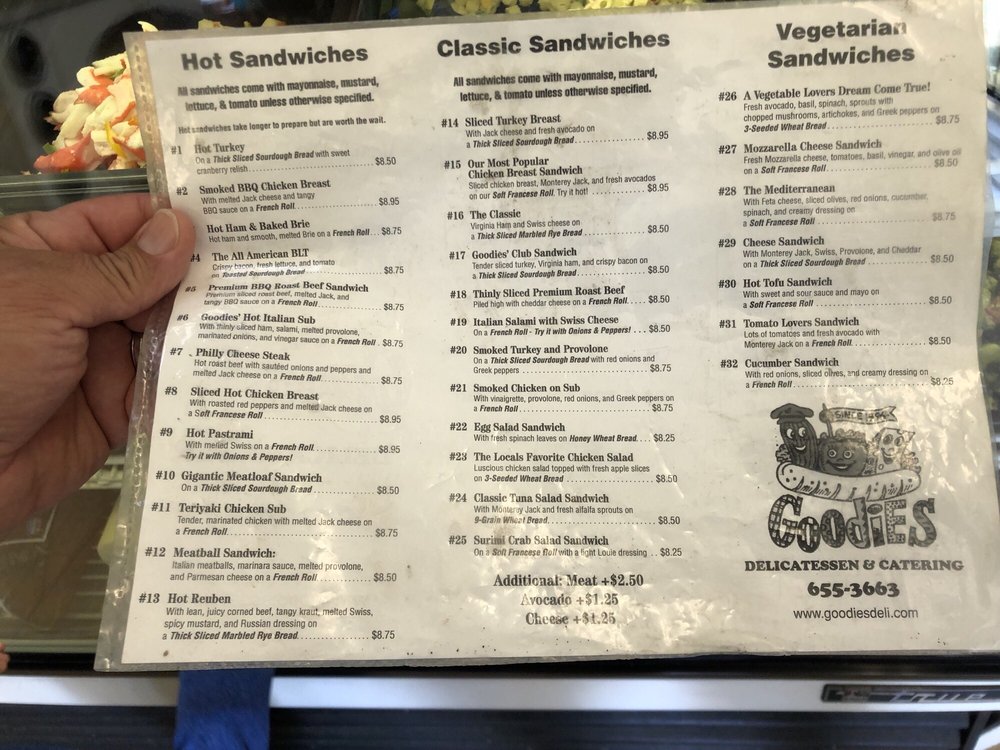 Hot Sandwiches
All sandwiches come with mayonnaise, mustard,
lettuce, & tomato unless otherwise specified.
Hot sandwiches take longer to prepare but are worth the wait.
#1 Hot Turkey
On a Thick Sliced Sourdough Bread with sweet
cranberry relish $8.50
#2 Smoked BBQ Chicken Breast
With melted Jack cheese and tangy
BBQ sauce on a French Roll $8.95
Hot Ham & Baked Brie
Hot ham and smooth, melted Brie on a French Roll $8.75
#4 The All American BLT
Crispy bacon, fresh lettuce, and tomato
on Toasted Sourdough Bread $8.75
#5 Premium BBQ Roast Beef Sandwich
Premium sliced roast beef, melted Jack, and
tangy BBQ sauce on a French Roll $8.75
#6 Goodies' Hot Italian Sub
With thinly sliced ham, salami, melted provolone,
marinated onions, and vinegar sauce on a French Roll . $8.75
#7 Philly Cheese Steak
Hot roast beef with sautéed onions and peppers and
melted Jack cheese on a French Roll $8.75
#8 Sliced Hot Chicken Breast
With roasted red peppers and melted Jack cheese on
a Soft Francese Roll $8.95
#9 Hot Pastrami
With melted Swiss on a French Roll $8.95
Try it with Onions & Peppers!
#10 Gigantic Meatloaf Sandwich
On a Thick Sliced Sourdough Bread $8.50
#11 Teriyaki Chicken Sub
Tender, marinated chicken with melted Jack cheese on
a French Roll $8.75
#12 Meatball Sandwich:
Italian meatballs, marinara sauce, melted provolone,
and Parmesan cheese on a French Roll $8.50
#13 Hot Reuben
With lean, juicy corned beef, tangy kraut, melted Swiss,
spicy mustard, and Russian dressing on
a Thick Sliced Marbled Rye Bread $8.75
Classic Sandwiches
All sandwiches come with mayonnaise, mustard,
lettuce, & tomato unless otherwise specified.
#14 Sliced Turkey Breast
With Jack cheese and fresh avocado on
a Thick Sliced Sourdough Bread $8.95
#15 Our Most Popular
Chicken Breast Sandwich
Sliced chicken breast, Monterey Jack, and fresh avocados
on our Soft Francese Roll. Try it hot! $8.95
#16 The Classic
Virginia Ham and Swiss cheese on
a Thick Sliced Marbled Rye Bread $8.50
#17 Goodies' Club Sandwich
Tender sliced turkey, Virginia ham, and crispy bacon on
a Thick Sliced Sourdough Bread $8.50
#18 Thinly Sliced Premium Roast Beef
Piled high with cheddar cheese on a French Roll $8.50
#19 Italian Salami with Swiss Cheese
On a French Roll - Try it with Onions & Peppers! $8.50
#20 Smoked Turkey and Provolone
On a Thick Sliced Sourdough Bread with red onions and
Greek peppers $8.75
#21 Smoked Chicken on Sub
With vinaigrette, provolone, red onions, and Greek peppers on
a French Roll $8.75
#22 Egg Salad Sandwich
With fresh spinach leaves on Honey Wheat Bread $8.25
#23 The Locals Favorite Chicken Salad
Luscious chicken salad topped with fresh apple slices
on 3-Seeded Wheat Bread $8.50
#24 Classic Tuna Salad Sandwich
With Monterey Jack and fresh alfalfa sprouts on
9-Grain Wheat Bread $8.50
#25 Surimi Crab Salad Sandwich
On a Soft Francese Roll with a light Louie dressing $8.25
Additional: Meat +$2.50
Avocado +$1.25
Cheese +$1.25
Vegetarian
Sandwiches
#26 A Vegetable Lovers Dream Come True!
Fresh avocado, basil, spinach, sprouts with
chopped mushrooms, artichokes, and Greek peppers on
3-Seeded Wheat Bread $8.75
#27 Mozzarella Cheese Sandwich
Fresh Mozzarella cheese, tomatoes, basil, vinegar, and olive oil
on a Soft Francese Roll $8.50
#28 The Mediterranean
With Feta cheese, sliced olives, red onions, cucumber,
spinach, and creamy dressing on
a Soft Francese Roll $8.75
#29 Cheese Sandwich
With Monterey Jack, Swiss, Provolone, and Cheddar
on a Thick Sliced Sourdough Bread $8.50
#30 Hot Tofu Sandwich
With sweet and sour sauce and mayo on
a Soft Francese Roll $8.50
#31 Tomato Lovers Sandwich
Lots of tomatoes and fresh avocado with
Monterey Jack on a French Roll $8.50
#32 Cucumber Sandwich
With red onions, sliced olives, and creamy dressing on
a French Roll $8.25
GOODIES
DELICATESSEN & CATERING
655-3663
www.goodiesdeli.com